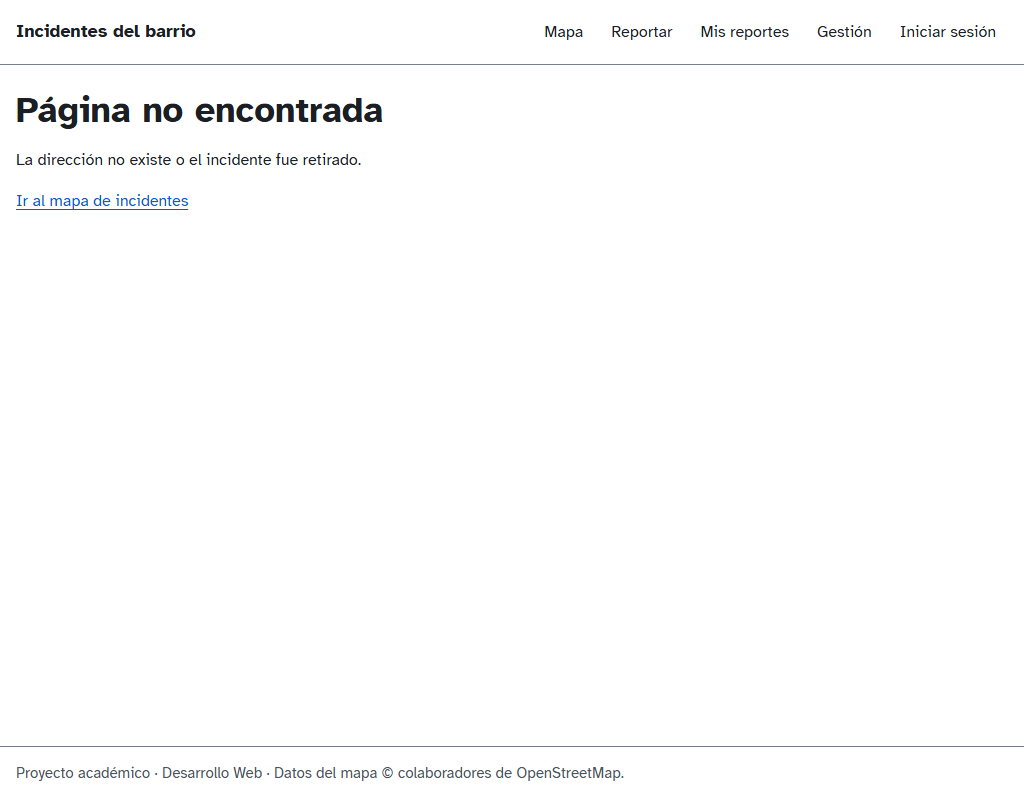 Incidentes del barrio
Mapa Reportar Mis reportes Gestión Iniciar sesión
Página no encontrada
La dirección no existe o el incidente fue retirado.
Ir al mapa de incidentes
Proyecto académico · Desarrollo Web · Datos del mapa © colaboradores de OpenStreetMap.